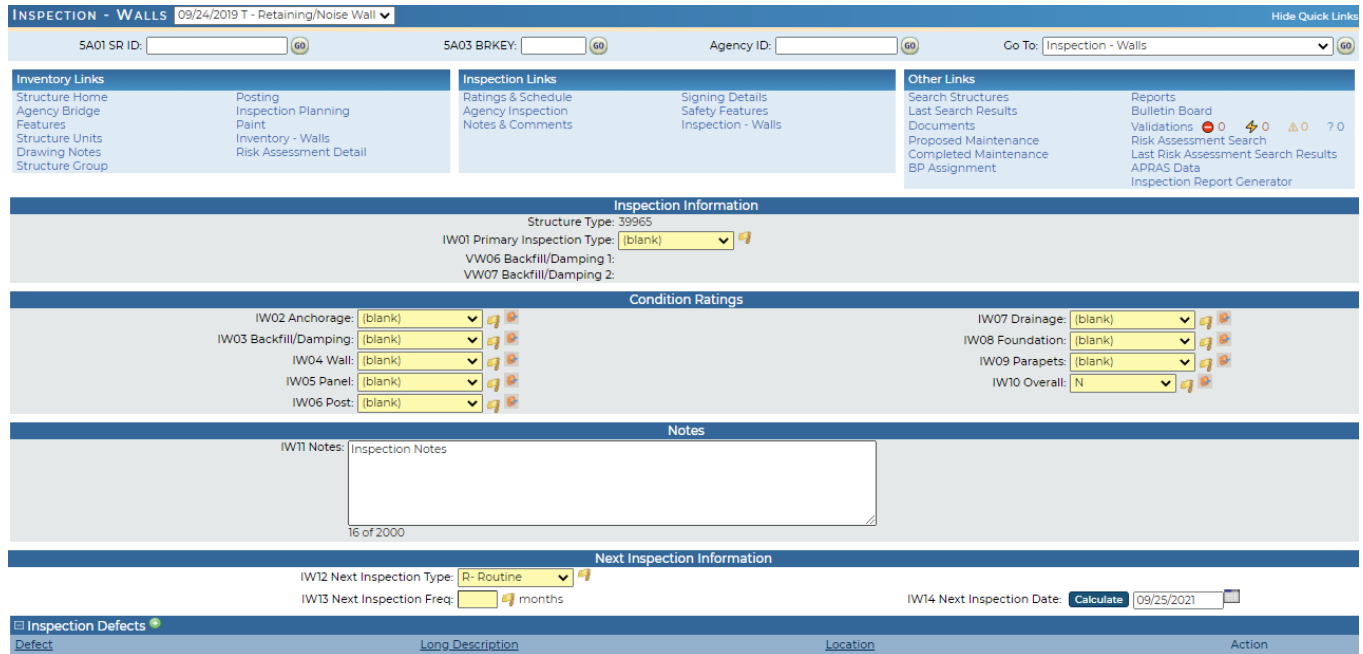 INSPECTION - WALLS 09/24/2019 T - Retaining/Noise Wall Hide Quick Links
5A01 SR ID: GO 5A03 BRKEY: GO Agency ID: GO Go To: Inspection - Walls GO
Inventory Links Inspection Links Other Links
Structure Home Posting Ratings & Schedule Signing Details Search Structures Reports
Agency Bridge Inspection Planning Agency Inspection Safety Features Last Search Results Bulletin Board
Features Paint Notes & Comments Inspection - Walls Documents Validations 0 0 0 ? 0
Structure Units Inventory - Walls Proposed Maintenance Risk Assessment Search
Drawing Notes Risk Assessment Detail Completed Maintenance Last Risk Assessment Search Results
Structure Group BP Assignment APRAS Data
Inspection Report Generator
Inspection Information
Structure Type: 39965
IW01 Primary Inspection Type: (blank)
VW06 Backfill/Damping 1:
VW07 Backfill/Damping 2:
Condition Ratings
IW02 Anchorage: (blank) IW07 Drainage: (blank)
IW03 Backfill/Damping: (blank) IW08 Foundation: (blank)
IW04 Wall: (blank) IW09 Parapets: (blank)
IW05 Panel: (blank) IW10 Overall: N
IW06 Post: (blank)
Notes
IW11 Notes: Inspection Notes
16 of 2000
Next Inspection Information
IW12 Next Inspection Type: R- Routine
IW13 Next Inspection Freq: months IW14 Next Inspection Date: Calculate 09/25/2021
Inspection Defects
Defect Long Description Location Action